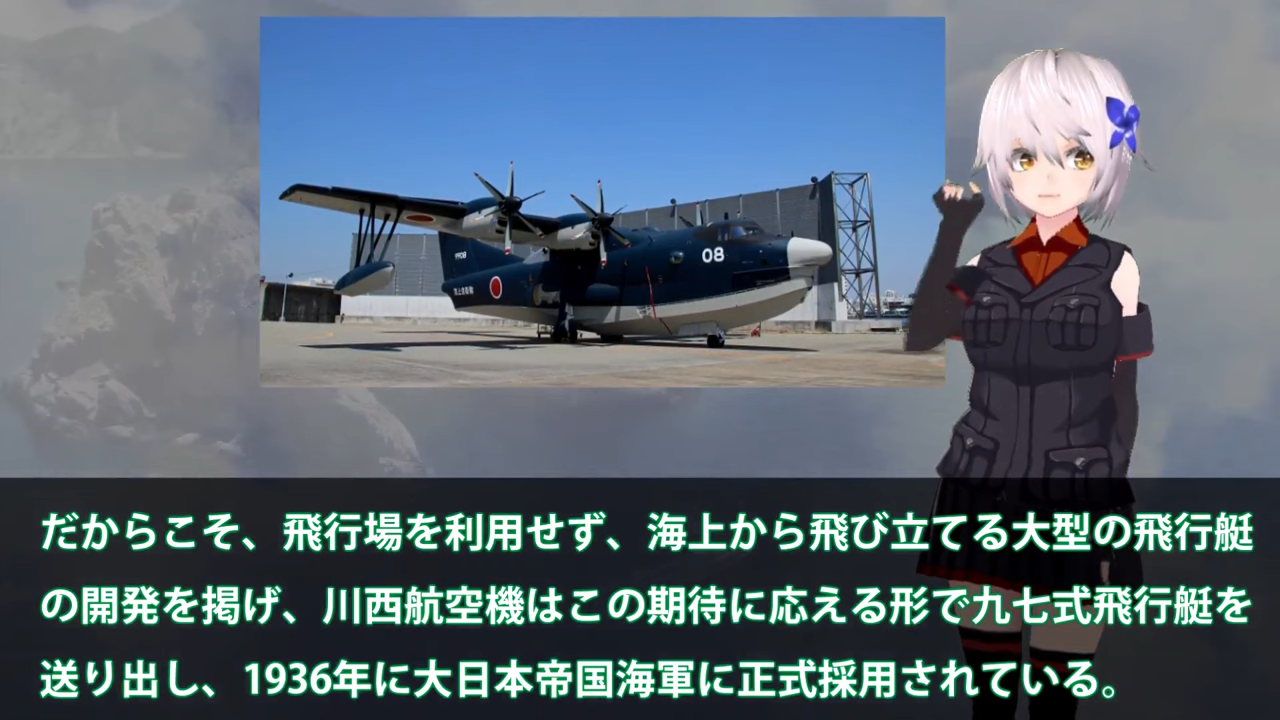 08
だからこそ、飛行場を利用せず、海上から飛び立てる大型の飛行艇
の開発を掲げ、川西航空機はこの期待に応える形で九七式飛行艇を
送り出し、1936年に大日本帝国海軍に正式採用されている。